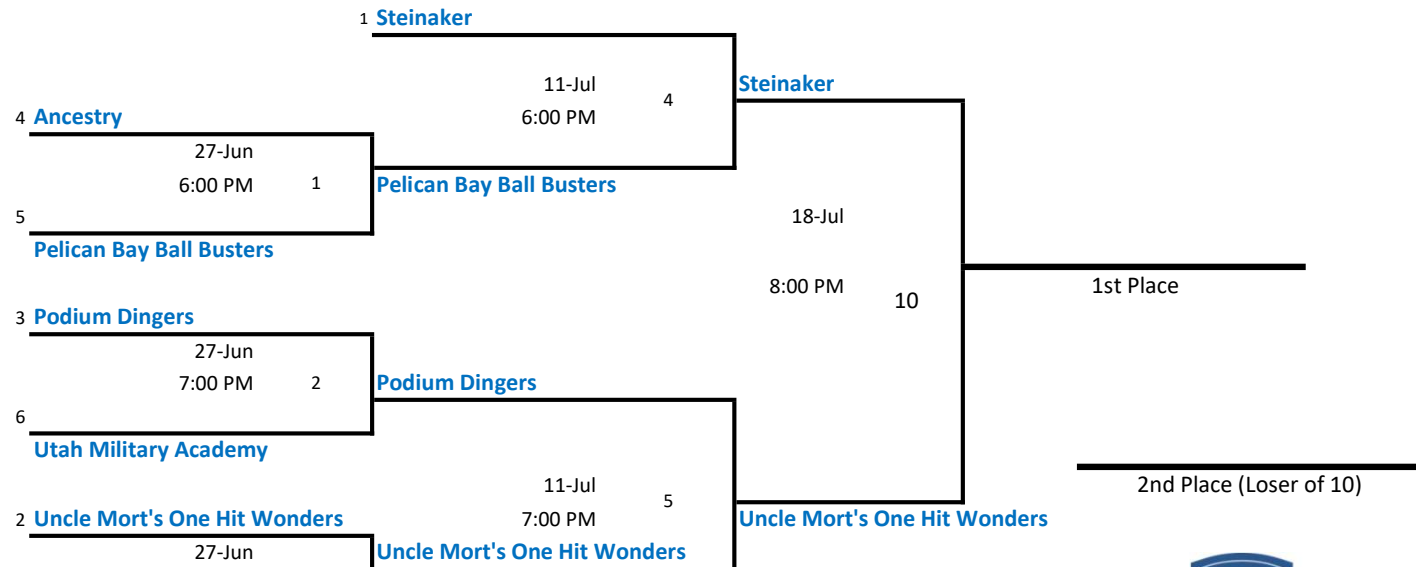 1 Steinaker
11-Jul
Steinaker
4
4 Ancestry
6:00 PM
27-Jun
6:00 PM 1 Pelican Bay Ball Busters
5
18-Jul
Pelican Bay Ball Busters
8:00 PM
1st Place
10
3 Podium Dingers
27-Jun
7:00 PM 2 Podium Dingers
6
Utah Military Academy
11-Jul
2nd Place (Loser of 10)
5
2 Uncle Mort's One Hit Wonders
7:00 PM
Uncle Mort's One Hit Wonders
27-Jun
Uncle Mort's One Hit Wonders